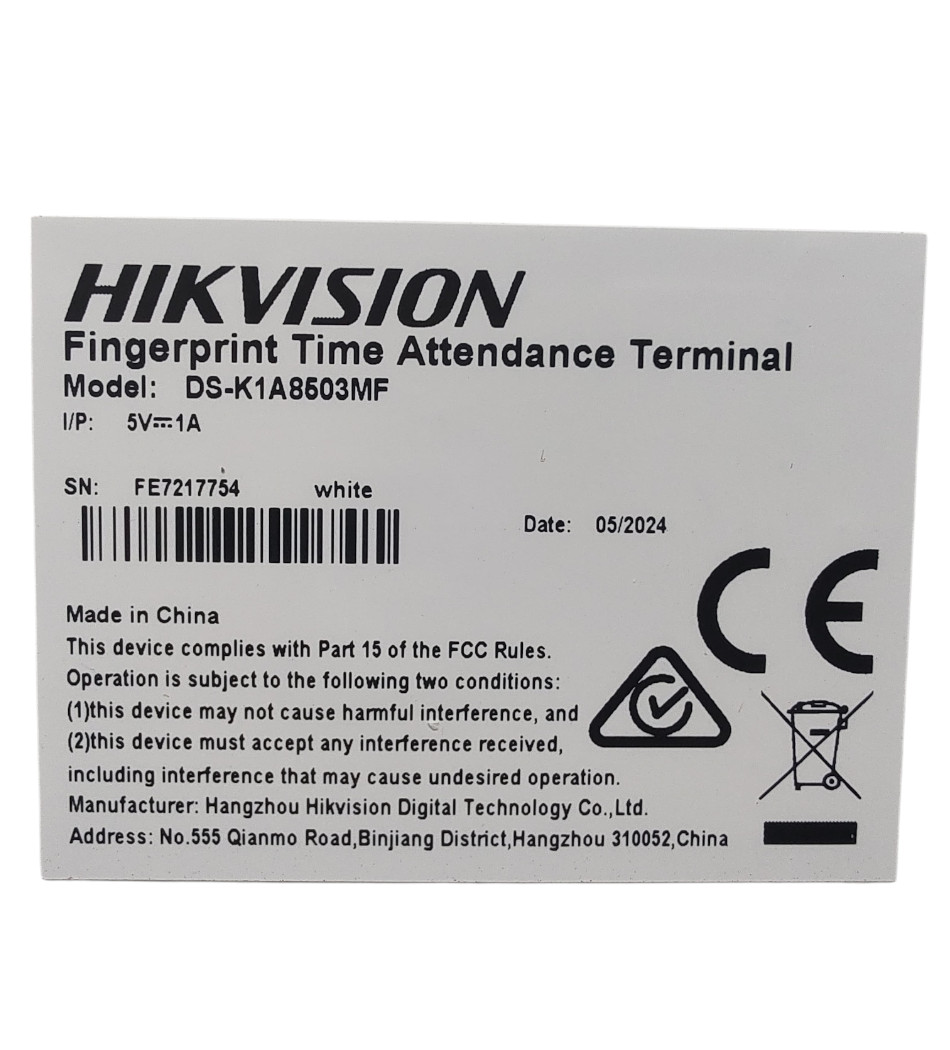 HIKVISION
Fingerprint Time Attendance Terminal
Model: DS-K1A8503MF
I/P: 5V⎓1A
SN: FE7217754 white
Date: 05/2024
CE
Made in China
This device complies with Part 15 of the FCC Rules.
Operation is subject to the following two conditions:
(1)this device may not cause harmful interference, and
(2)this device must accept any interference received,
including interference that may cause undesired operation.
Manufacturer: Hangzhou Hikvision Digital Technology Co.,Ltd.
Address: No.555 Qianmo Road,Binjiang District,Hangzhou 310052,China